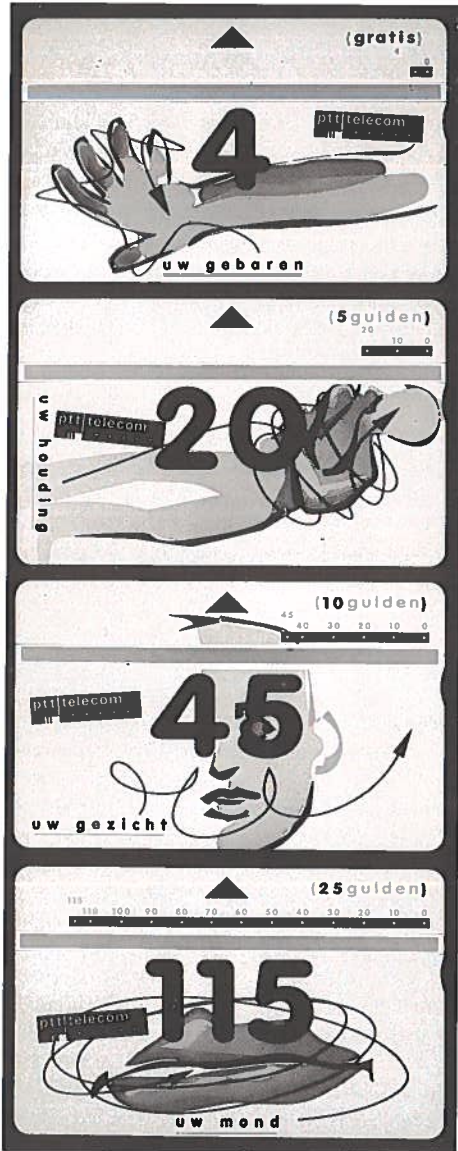 (gratis)
4 0
4
ptt telecom
uw gebaren
(5gulden)
20 10 0
20
ptt telecom
uw houding
(10gulden)
45 40 30 20 10 0
45
ptt telecom
uw gezicht
(25gulden)
115 110 100 90 80 70 60 50 40 30 20 10 0
115
ptt telecom
uw mond